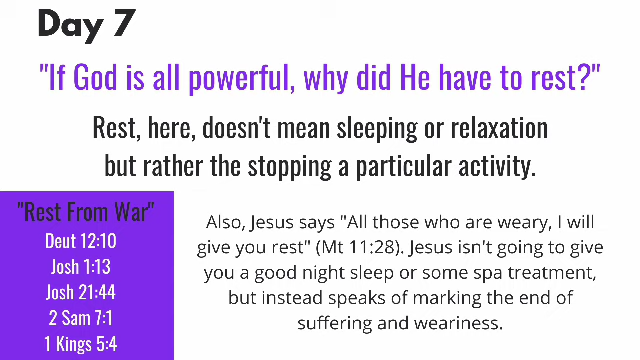 Day 7
"If God is all powerful, why did He have to rest?"
Rest, here, doesn't mean sleeping or relaxation
but rather the stopping a particular activity.
"Rest From War"
Deut 12:10
Josh 1:13
Josh 21:44
2 Sam 7:1
1 Kings 5:4
Also, Jesus says "All those who are weary, I will
give you rest" (Mt 11:28). Jesus isn't going to give
you a good night sleep or some spa treatment,
but instead speaks of marking the end of
suffering and weariness.